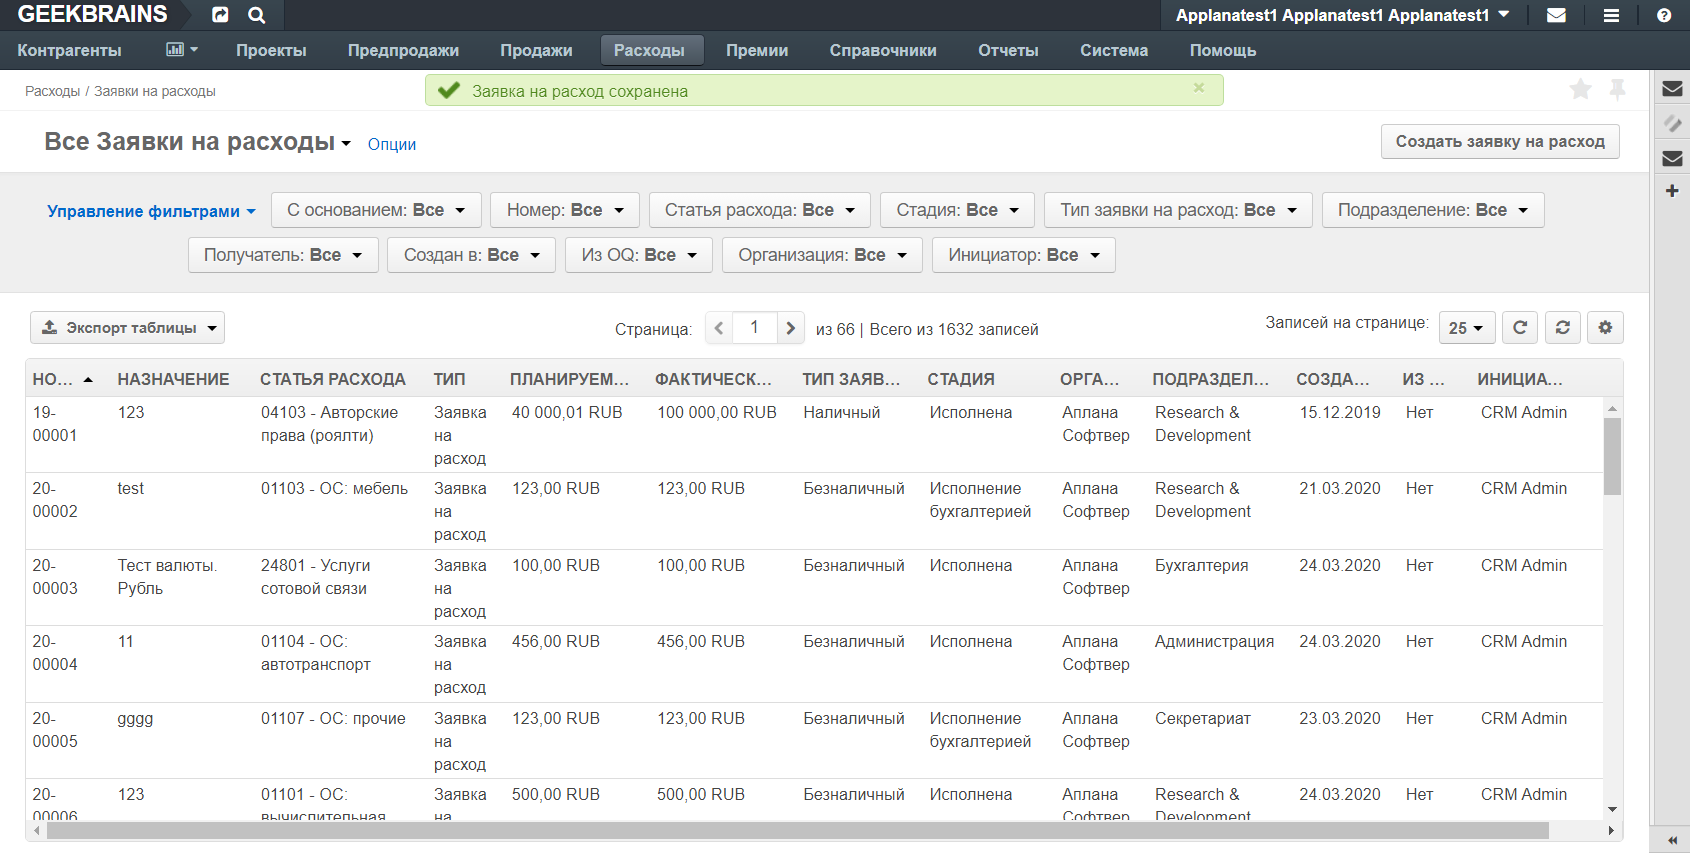 GEEKBRAINS
Applanatest1 Applanatest1 Applanatest1
Контрагенты Проекты Предпродажи Продажи Расходы Премии Справочники Отчеты Система Помощь
Расходы / Заявки на расходы
Заявка на расход сохранена
Все Заявки на расходы Опции
Создать заявку на расход
Управление фильтрами С основанием: Все Номер: Все Статья расхода: Все Стадия: Все Тип заявки на расход: Все Подразделение: Все
Получатель: Все Создан в: Все Из OQ: Все Организация: Все Инициатор: Все
Экспорт таблицы Страница: 1 из 66 | Всего из 1632 записей Записей на странице: 25
НО... НАЗНАЧЕНИЕ СТАТЬЯ РАСХОДА ТИП ПЛАНИРУЕМ... ФАКТИЧЕСК... ТИП ЗАЯВ... СТАДИЯ ОРГА... ПОДРАЗДЕЛ... СОЗДА... ИЗ ... ИНИЦИА...
19- 123 04103 - Авторские Заявка 40 000,01 RUB 100 000,00 RUB Наличный Исполнена Аплана Research & 15.12.2019 Нет CRM Admin
00001 права (роялти) на Софтвер Development
расход
20- test 01103 - ОС: мебель Заявка 123,00 RUB 123,00 RUB Безналичный Исполнение Аплана Research & 21.03.2020 Нет CRM Admin
00002 на бухгалтерией Софтвер Development
расход
20- Тест валюты. 24801 - Услуги Заявка 100,00 RUB 100,00 RUB Безналичный Исполнена Аплана Бухгалтерия 24.03.2020 Нет CRM Admin
00003 Рубль сотовой связи на Софтвер
расход
20- 11 01104 - ОС: Заявка 456,00 RUB 456,00 RUB Безналичный Исполнена Аплана Администрация 24.03.2020 Нет CRM Admin
00004 автотранспорт на Софтвер
расход
20- gggg 01107 - ОС: прочие Заявка 123,00 RUB 123,00 RUB Безналичный Исполнение Аплана Секретариат 23.03.2020 Нет CRM Admin
00005 на бухгалтерией Софтвер
расход
20- 123 01101 - ОС: Заявка 500,00 RUB 500,00 RUB Безналичный Исполнена Аплана Research & 24.03.2020 Нет CRM Admin
00006 вычислительная на Софтвер Development